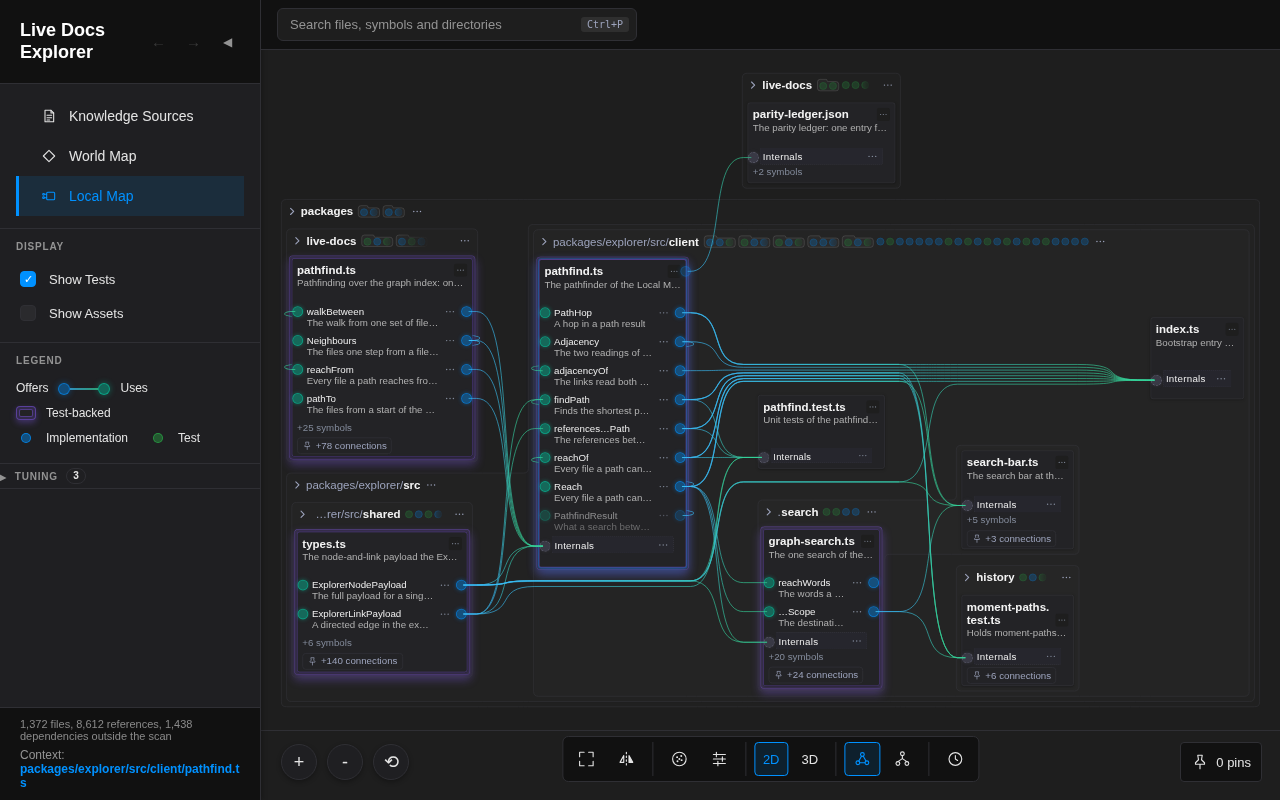 Live Docs
Explorer
← → ◀
Search files, symbols and directories
Ctrl+P
Knowledge Sources
World Map
Local Map
DISPLAY
Show Tests
Show Assets
LEGEND
Offers Uses
Test-backed
Implementation Test
TUNING 3
1,372 files, 8,612 references, 1,438
dependencies outside the scan
Context:
packages/explorer/src/client/pathfind.t
s
live-docs ···
parity-ledger.json ···
The parity ledger: one entry f…
Internals ···
+2 symbols
packages ···
live-docs ···
pathfind.ts ···
Pathfinding over the graph index: on…
walkBetween ···
The walk from one set of file…
Neighbours ···
The files one step from a file…
reachFrom ···
Every file a path reaches fro…
pathTo ···
The files from a start of the …
+25 symbols
+78 connections
packages/explorer/src ···
…rer/src/shared ···
types.ts ···
The node-and-link payload the Ex…
ExplorerNodePayload ···
The full payload for a sing…
ExplorerLinkPayload ···
A directed edge in the ex…
+6 symbols
+140 connections
packages/explorer/src/client ···
pathfind.ts ···
The pathfinder of the Local M…
PathHop ···
A hop in a path result
Adjacency ···
The two readings of …
adjacencyOf ···
The links read both …
findPath ···
Finds the shortest p…
references…Path ···
The references bet…
reachOf ···
Every file a path can…
Reach ···
Every file a path can…
PathfindResult ···
What a search betw…
Internals ···
index.ts ···
Bootstrap entry …
Internals ···
pathfind.test.ts ···
Unit tests of the pathfind…
Internals ···
search-bar.ts ···
The search bar at th…
Internals ···
+5 symbols
+3 connections
.search ···
graph-search.ts ···
The one search of the…
reachWords ···
The words a …
…Scope ···
The destinati…
Internals ···
+20 symbols
+24 connections
history ···
moment-paths.
test.ts ···
Holds moment-paths…
Internals ···
+6 connections
+ - ⟲
2D 3D
0 pins